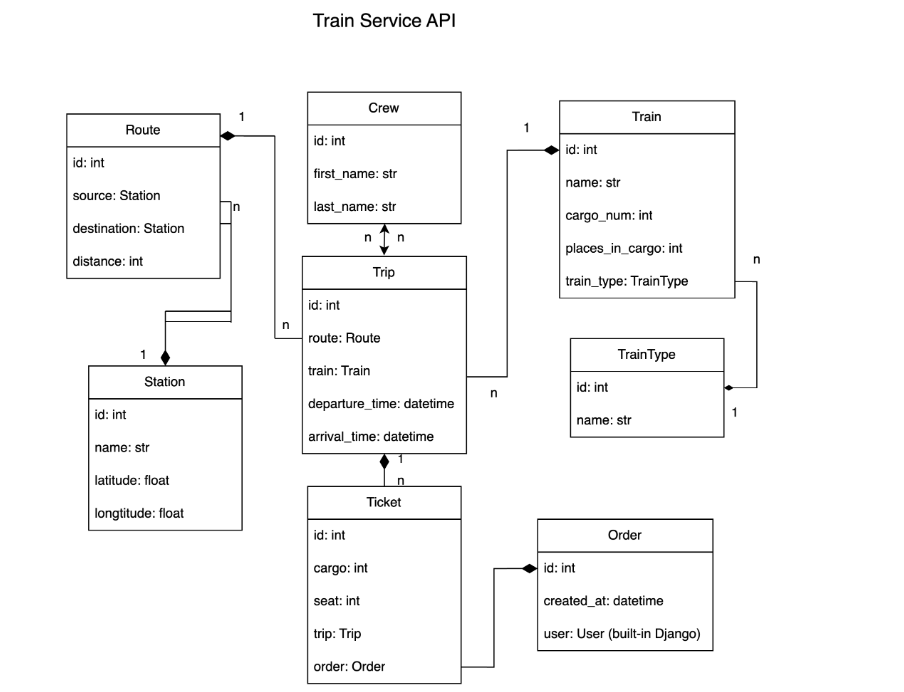 Train Service API
Route
id: int
source: Station
destination: Station
distance: int
1
n
Crew
id: int
first_name: str
last_name: str
n
n
Train
id: int
name: str
cargo_num: int
places_in_cargo: int
train_type: TrainType
1
n
Trip
id: int
route: Route
train: Train
departure_time: datetime
arrival_time: datetime
n
n
TrainType
id: int
name: str
1
Station
id: int
name: str
latitude: float
longtitude: float
1
1
n
Ticket
id: int
cargo: int
seat: int
trip: Trip
order: Order
Order
id: int
created_at: datetime
user: User (built-in Django)